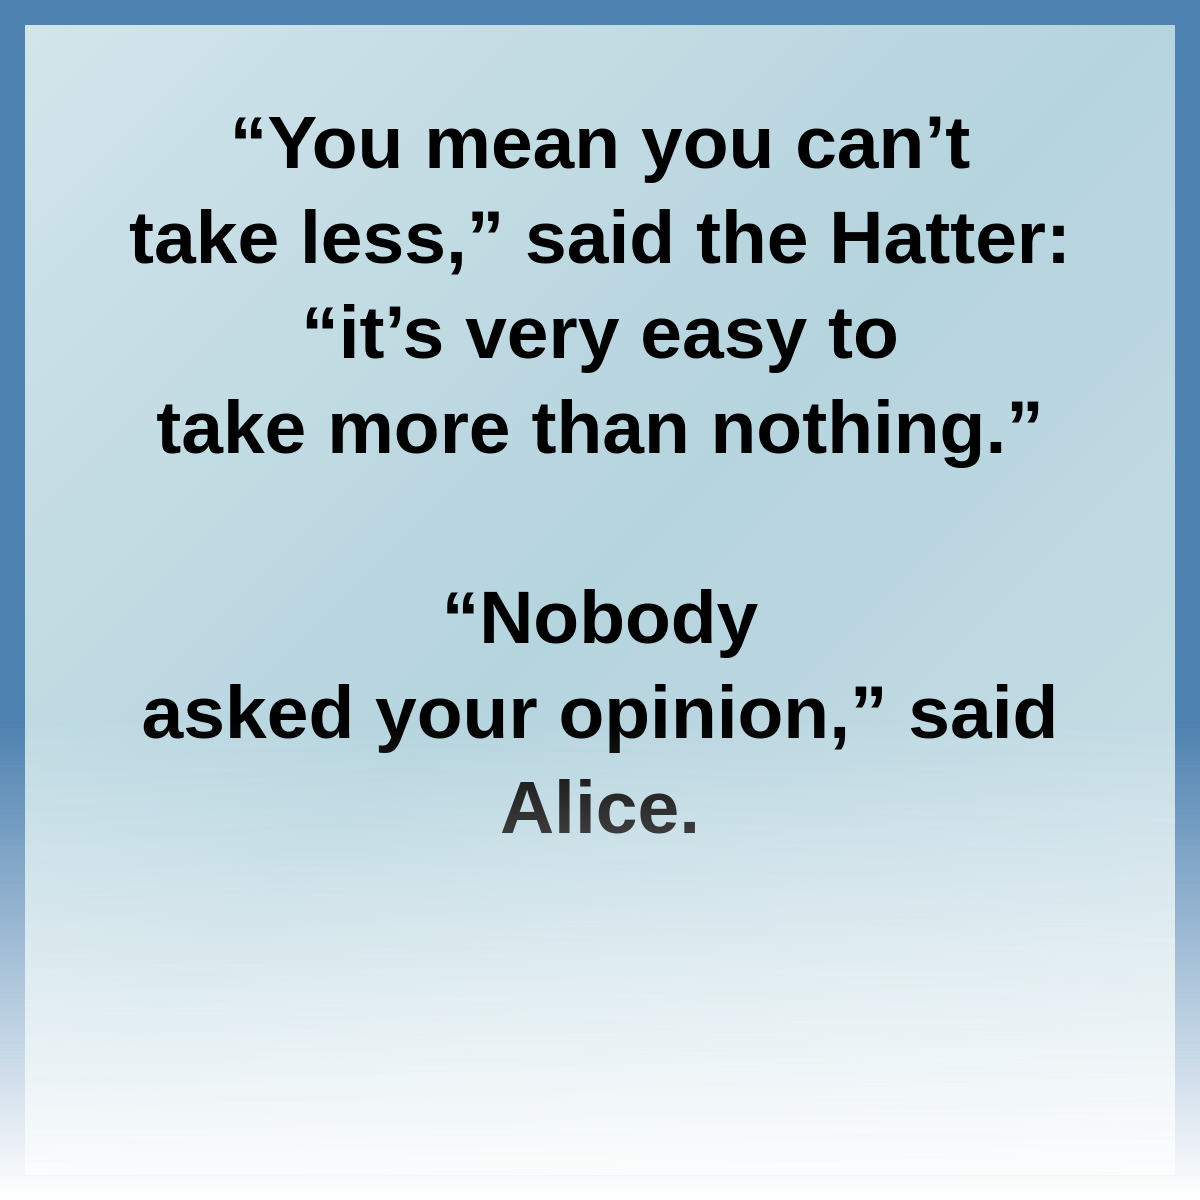 “You mean you can’t
take less,” said the Hatter:
“it’s very easy to
take more than nothing.”
“Nobody
asked your opinion,” said
Alice.